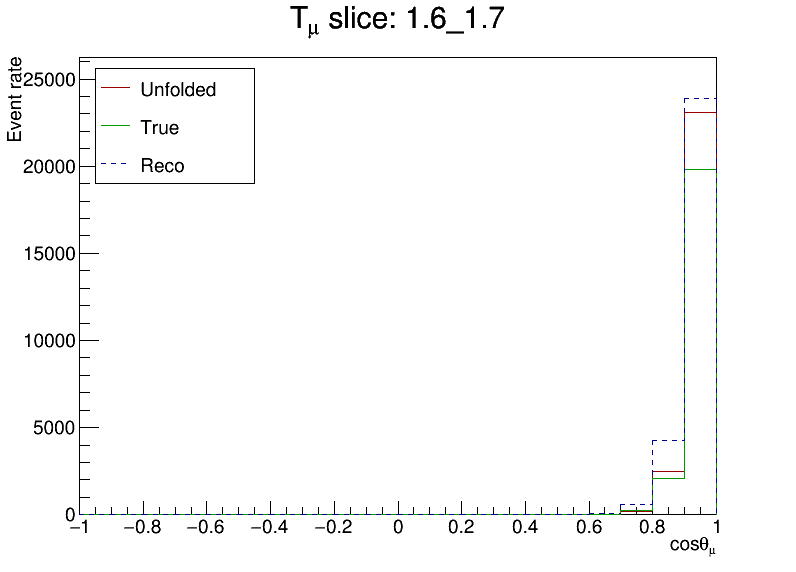 Tμ slice: 1.6_1.7
Event rate
25000
20000
15000
10000
5000
0
Unfolded
True
Reco
−1 −0.8 −0.6 −0.4 −0.2 0 0.2 0.4 0.6 0.8 1
cosθμ